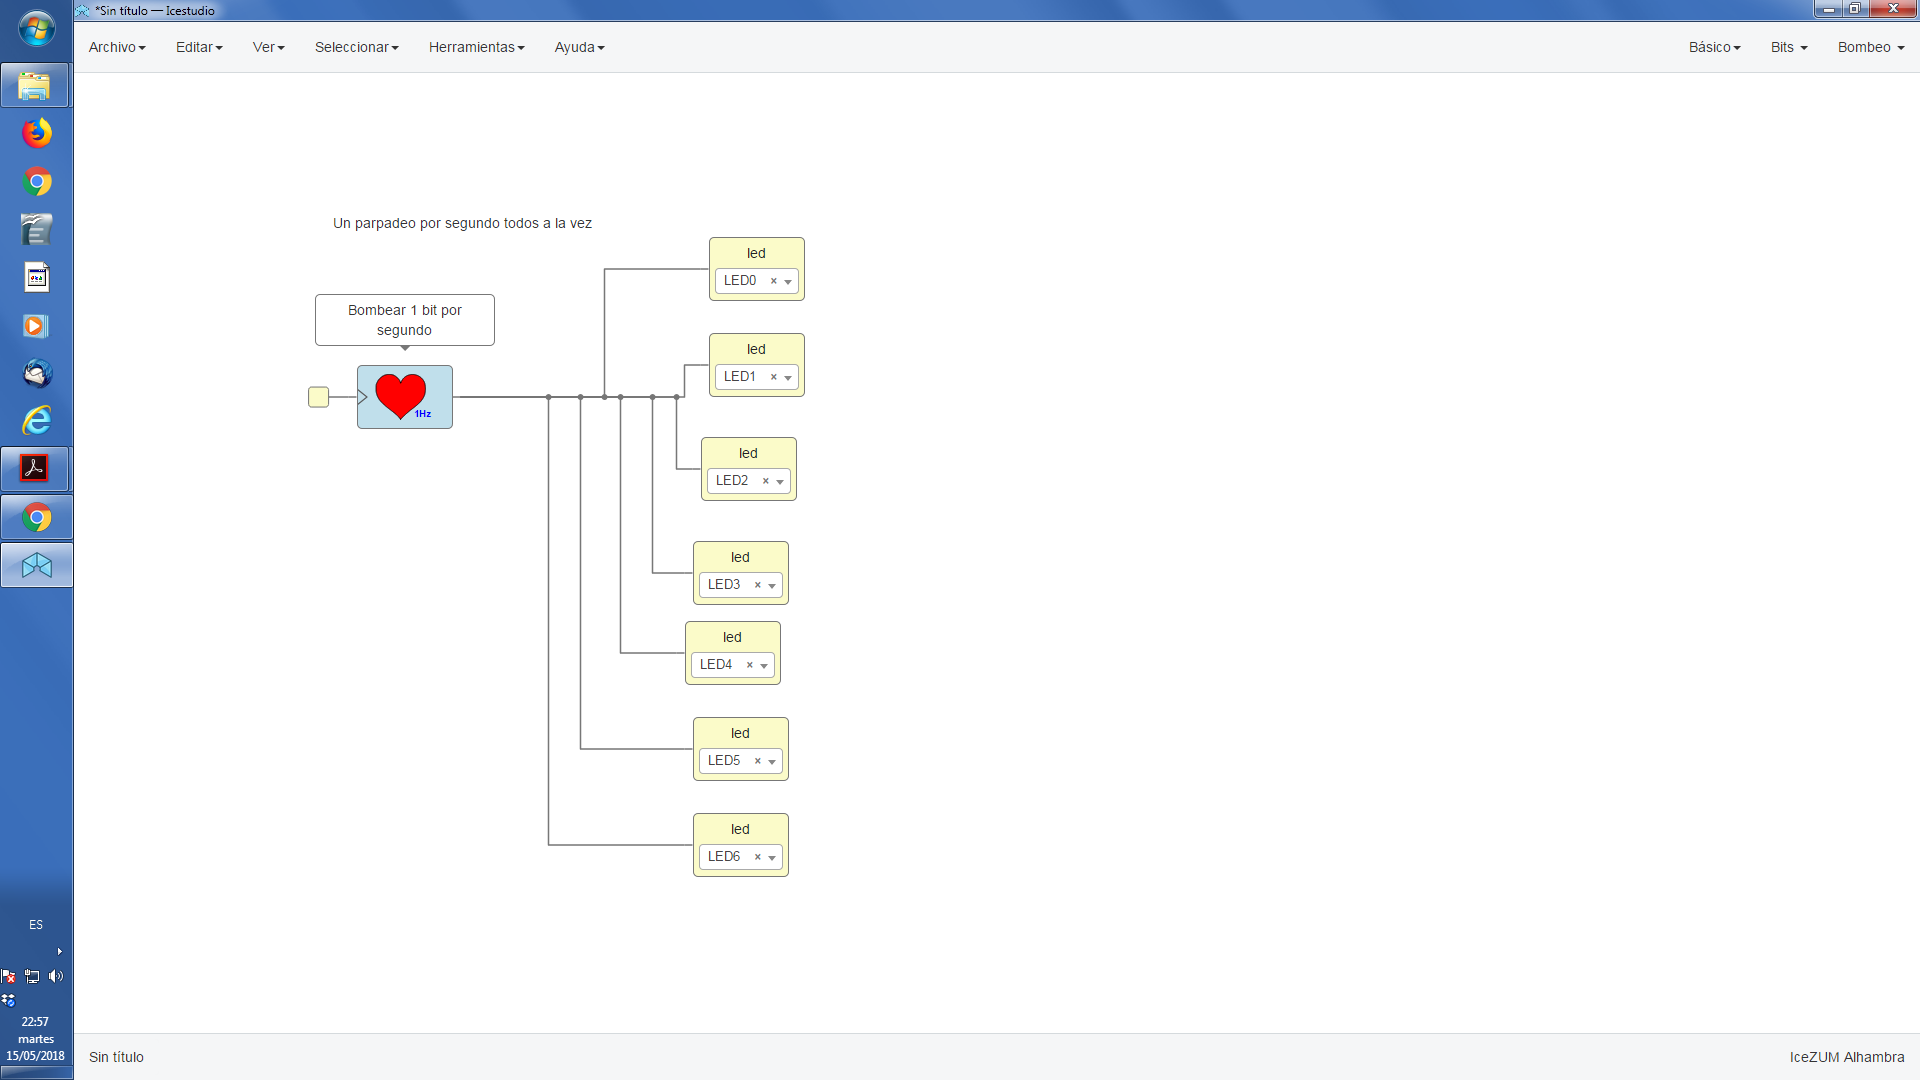 *Sin título — Icestudio
Archivo Editar Ver Seleccionar Herramientas Ayuda Básico Bits Bombeo
Un parpadeo por segundo todos a la vez
Bombear 1 bit por
segundo
1Hz
led
LED0 ×
led
LED1 ×
led
LED2 ×
led
LED3 ×
led
LED4 ×
led
LED5 ×
led
LED6 ×
ES
22:57
martes
15/05/2018
Sin título
IceZUM Alhambra